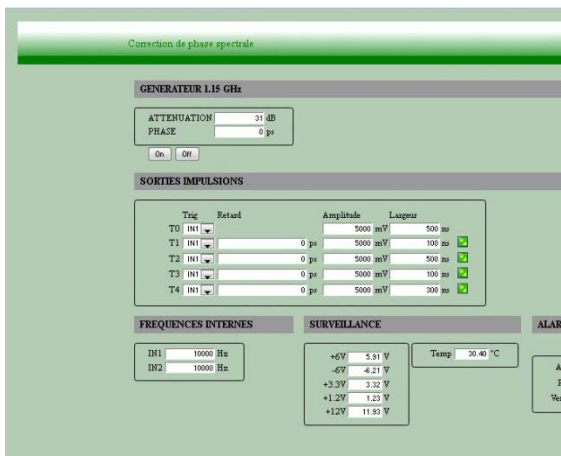 Correction de phase spectrale
GENERATEUR 1.15 GHz
ATTENUATION 31 dB
PHASE 0 ps
On Off
SORTIES IMPULSIONS
Trig Retard Amplitude Largeur
T0 IN1 5000 mV 500 ns
T1 IN1 0 ps 5000 mV 100 ns
T2 IN1 0 ps 5000 mV 500 ns
T3 IN1 0 ps 5000 mV 100 ns
T4 IN1 0 ps 5000 mV 300 ns
FREQUENCES INTERNES SURVEILLANCE ALAR
IN1 10000 Hz +6V 5.91 V Temp 30.40 °C
IN2 10000 Hz -6V -6.21 V
+3.3V 3.32 V
+1.2V 1.23 V
+12V 11.93 V